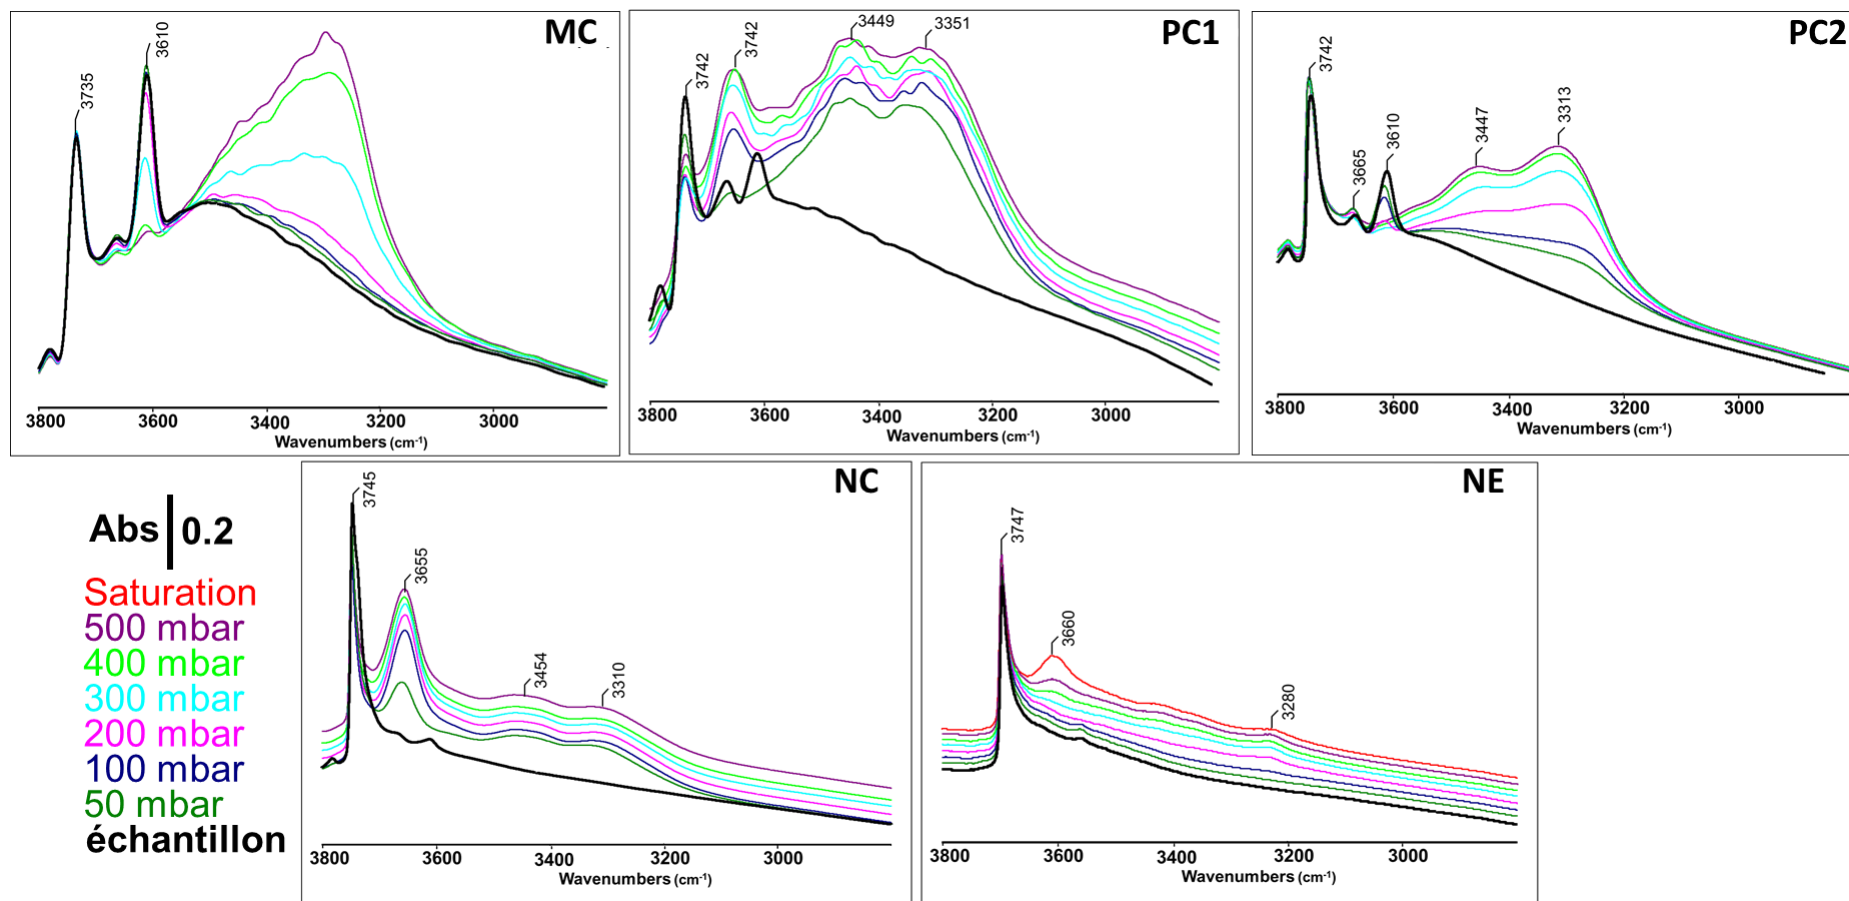 MC
3735
3610
3800 3600 3400 3200 3000
Wavenumbers (cm-1)
PC1
3742
3742
3449
3351
3800 3600 3400 3200 3000
Wavenumbers (cm-1)
PC2
3742
3665
3610
3447
3313
3800 3600 3400 3200 3000
Wavenumbers (cm-1)
Abs 0.2
Saturation
500 mbar
400 mbar
300 mbar
200 mbar
100 mbar
50 mbar
échantillon
NC
3745
3655
3454
3310
3800 3600 3400 3200 3000
Wavenumbers (cm-1)
NE
3747
3660
3280
3800 3600 3400 3200 3000
Wavenumbers (cm-1)